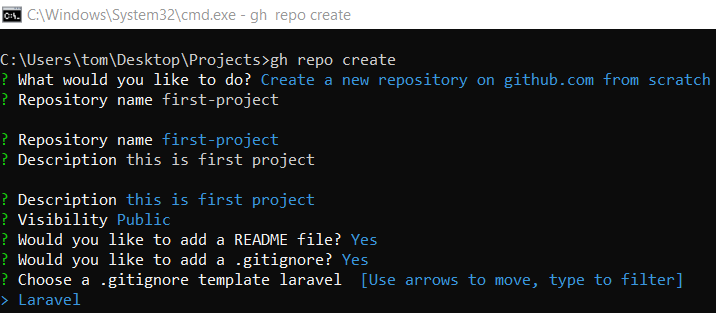 C:\Windows\System32\cmd.exe - gh  repo create
C:\Users\tom\Desktop\Projects>gh repo create
? What would you like to do? Create a new repository on github.com from scratch
? Repository name first-project
? Repository name first-project
? Description this is first project
? Description this is first project
? Visibility Public
? Would you like to add a README file? Yes
? Would you like to add a .gitignore? Yes
? Choose a .gitignore template laravel  [Use arrows to move, type to filter]
> Laravel